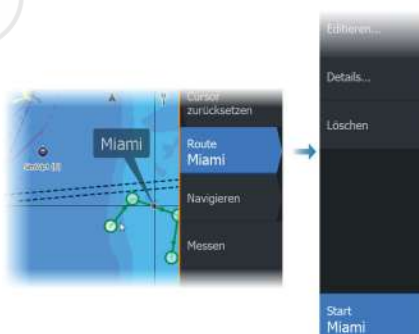 Miami
Cursor
zurücksetzen
Route
Miami
Navigieren
Messen
Editieren...
Details...
Löschen
Start
Miami